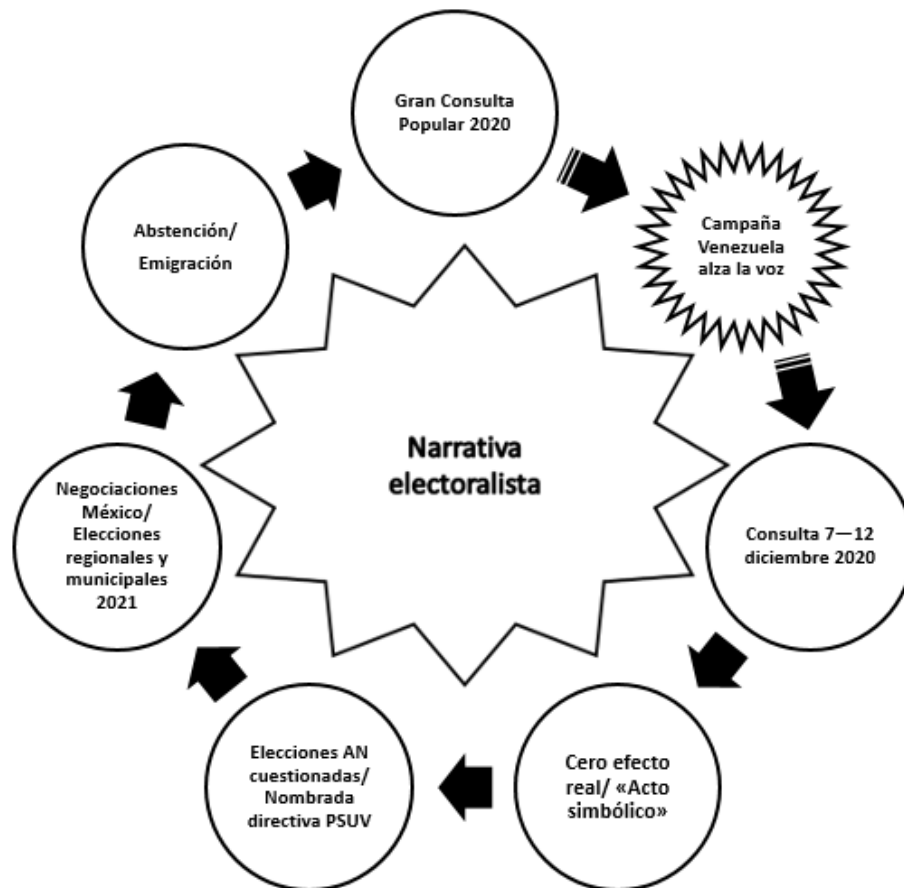 Gran Consulta
Popular 2020
Campaña
Venezuela
alza la voz
Consulta 7—12
diciembre 2020
Cero efecto
real/ «Acto
simbólico»
Elecciones AN
cuestionadas/
Nombrada
directiva PSUV
Negociaciones
México/
Elecciones
regionales y
municipales
2021
Abstención/
Emigración
Narrativa
electoralista